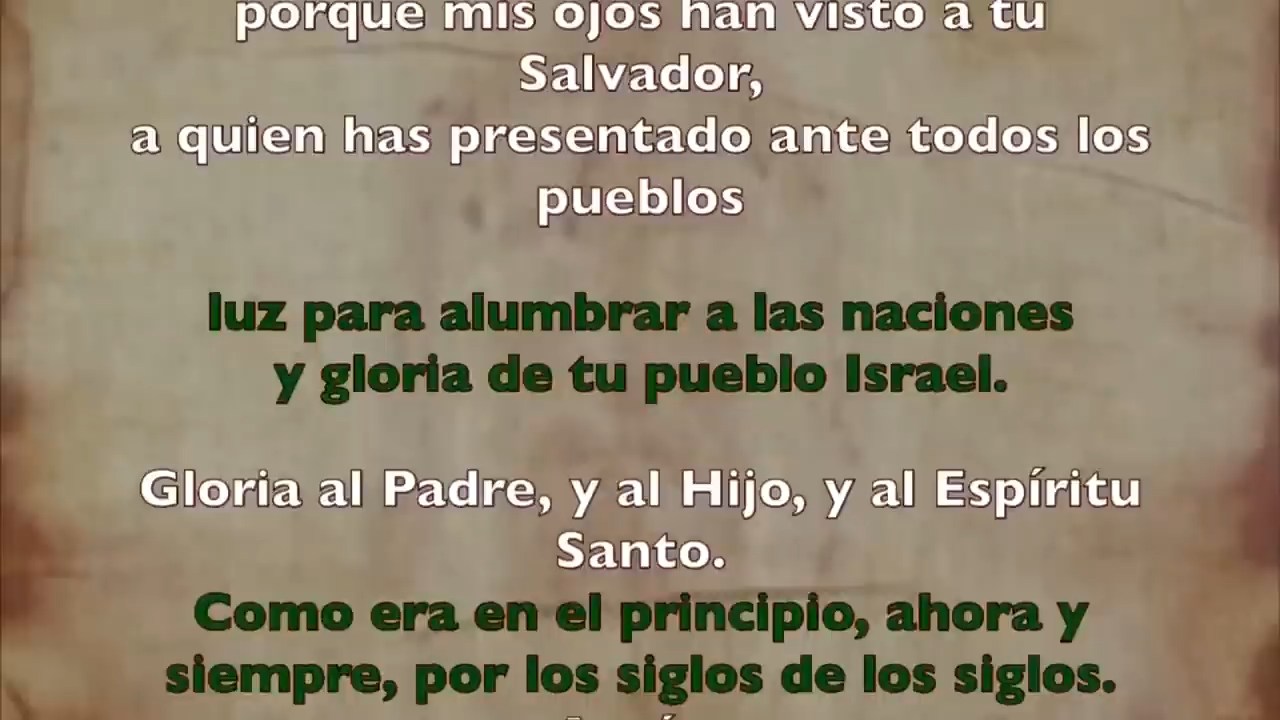 porque mis ojos han visto a tu
Salvador,
a quien has presentado ante todos los
pueblos
luz para alumbrar a las naciones
y gloria de tu pueblo Israel.
Gloria al Padre, y al Hijo, y al Espíritu
Santo.
Como era en el principio, ahora y
siempre, por los siglos de los siglos.